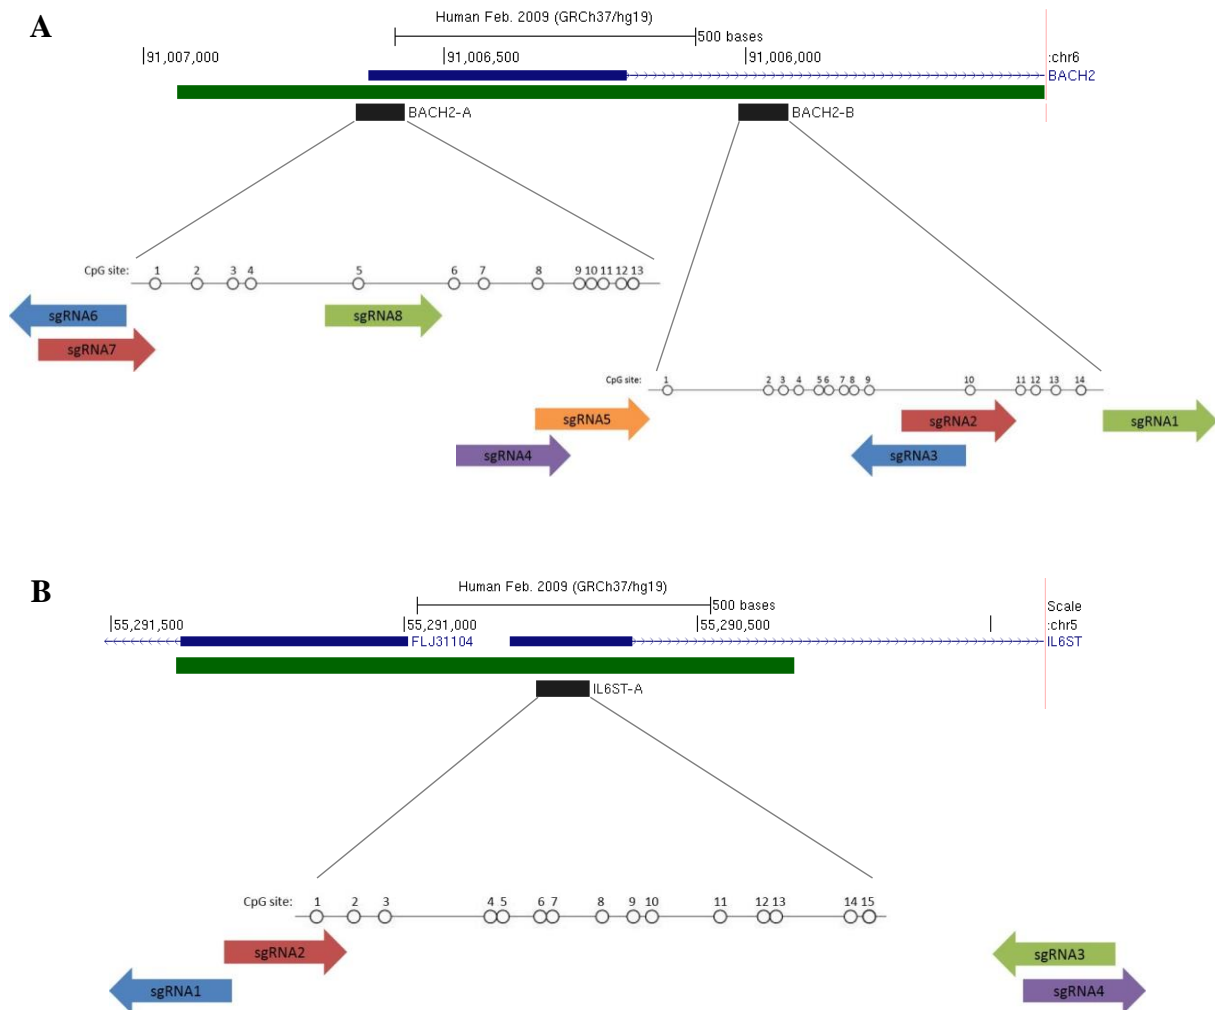 A
Human Feb. 2009 (GRCh37/hg19)
500 bases
91,007,000 91,006,500 91,006,000 :chr6
BACH2
BACH2-A BACH2-B
CpG site: 1 2 3 4 5 6 7 8 9 10 11 12 13
sgRNA6 sgRNA8
sgRNA7
CpG site: 1 2 3 4 5 6 7 8 9 10 11 12 13 14
sgRNA5 sgRNA2 sgRNA1
sgRNA4 sgRNA3
B
Human Feb. 2009 (GRCh37/hg19)
500 bases Scale
55,291,500 55,291,000 55,290,500 :chr5
FLJ31104 IL6ST
IL6ST-A
CpG site: 1 2 3 4 5 6 7 8 9 10 11 12 13 14 15
sgRNA2 sgRNA3
sgRNA1 sgRNA4